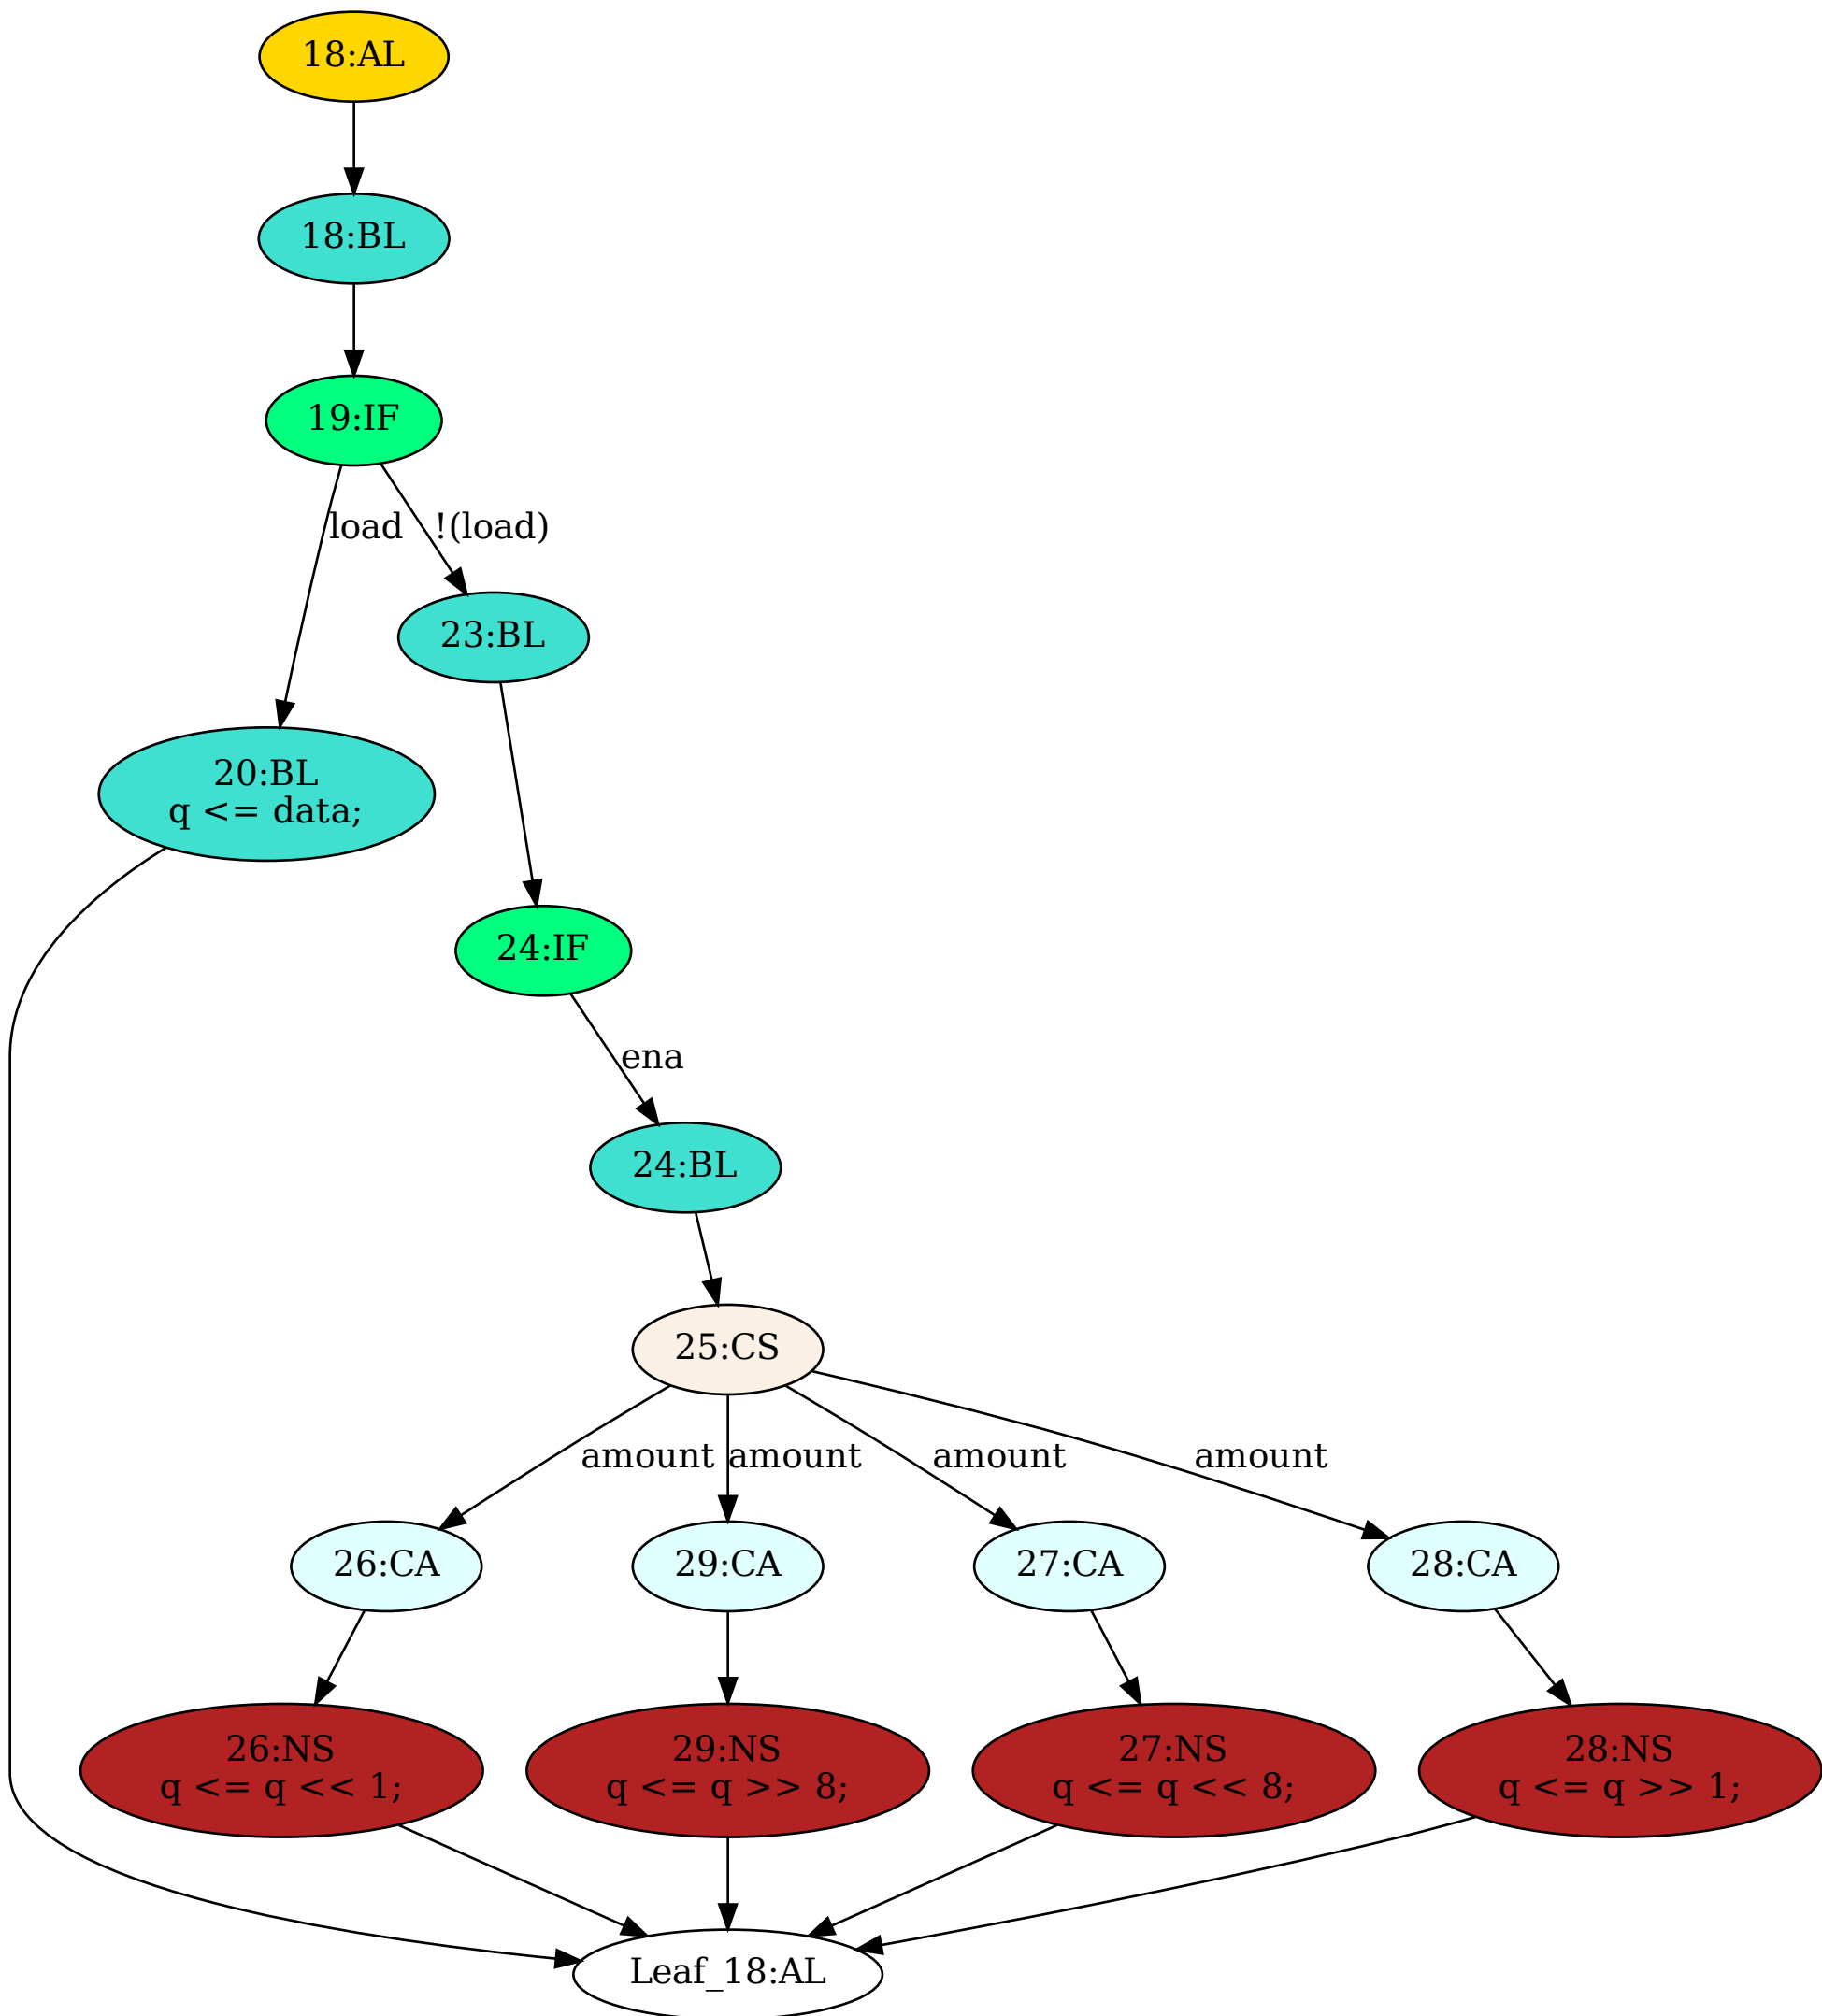 18:AL
18:BL
19:IF
load
!(load)
23:BL
20:BL
q <= data;
24:IF
ena
24:BL
25:CS
amount
amount
amount
amount
26:CA
29:CA
27:CA
28:CA
26:NS
q <= q << 1;
29:NS
q <= q >> 8;
27:NS
q <= q << 8;
28:NS
q <= q >> 1;
Leaf_18:AL